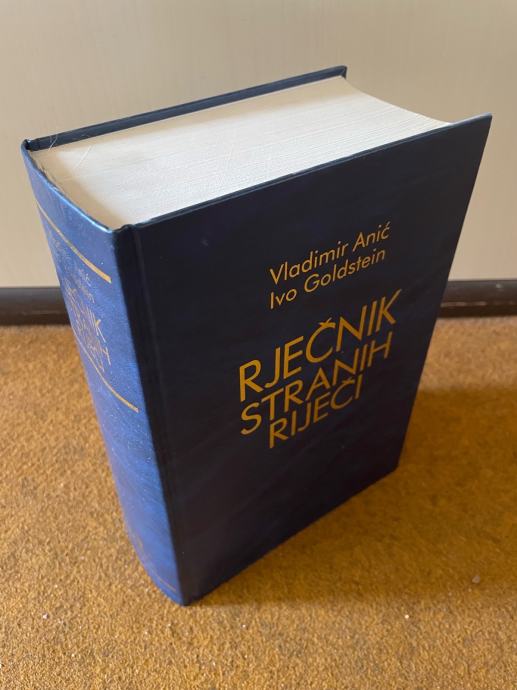 Vladimir Anić
Ivo Goldstein
RJEČNIK
STRANIH
RIJEČI